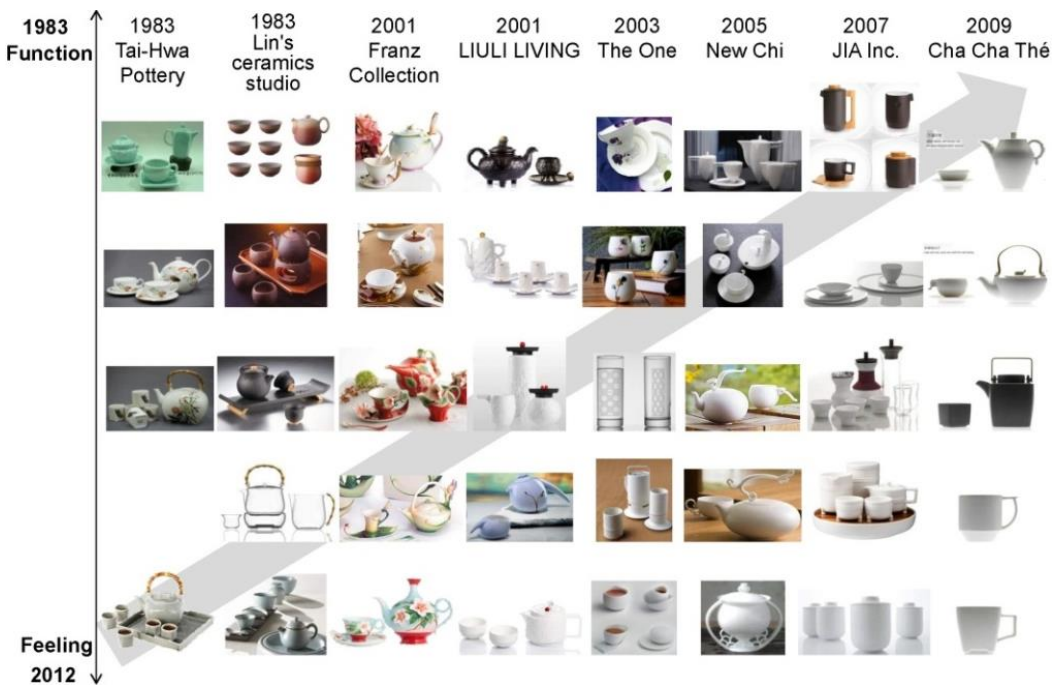 1983
Function
1983
Tai-Hwa
Pottery
1983
Lin's
ceramics
studio
2001
Franz
Collection
2001
LIULI LIVING
2003
The One
2005
New Chi
2007
JIA Inc.
2009
Cha Cha Thé
Feeling
2012